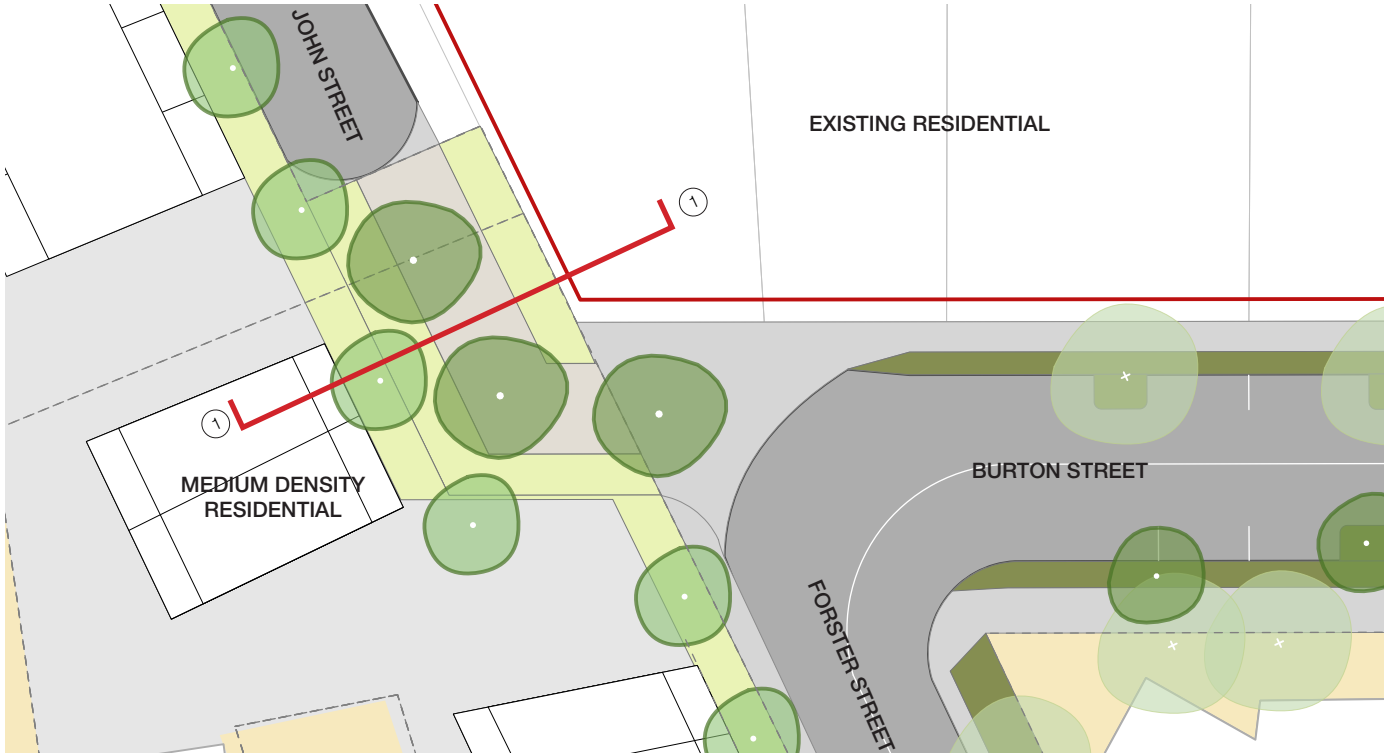 JOHN STREET
EXISTING RESIDENTIAL
1
1
BURTON STREET
MEDIUM DENSITY
RESIDENTIAL
FORSTER STREET